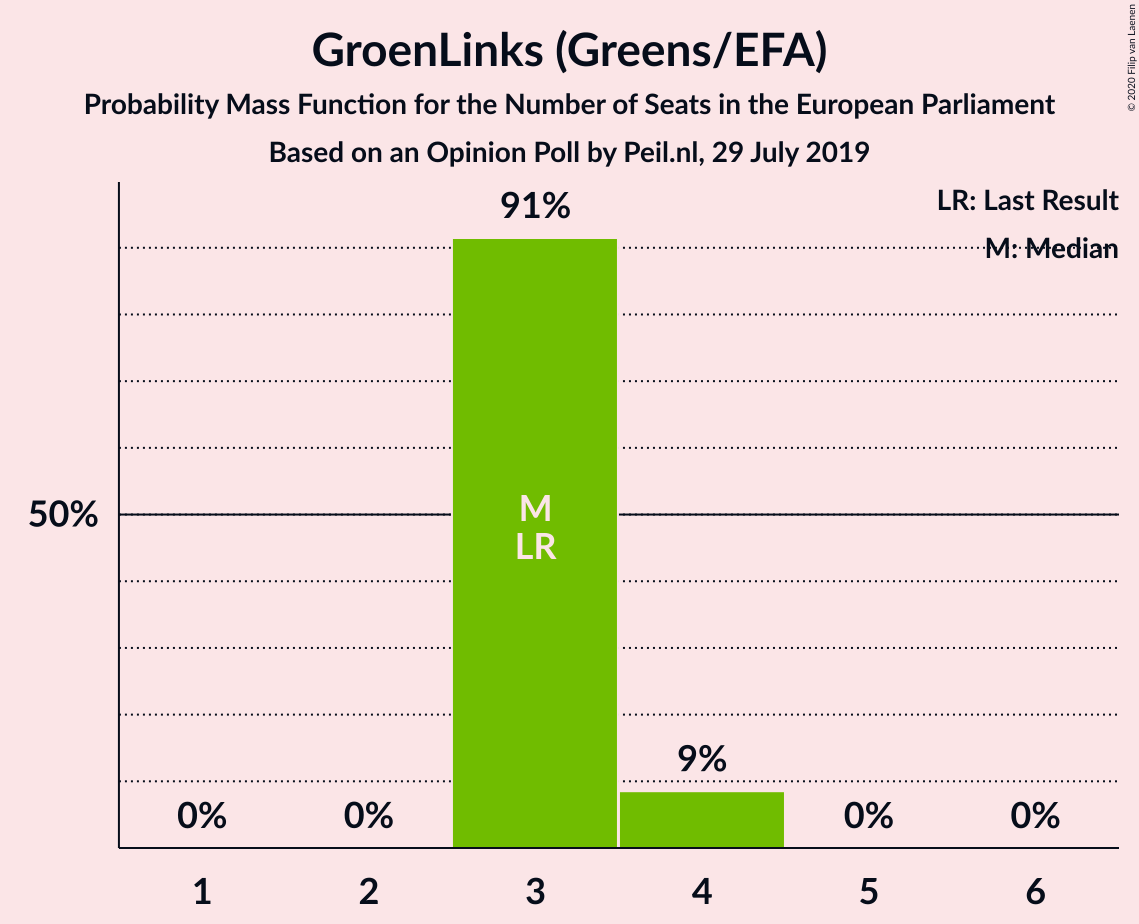 GroenLinks (Greens/EFA)
Probability Mass Function for the Number of Seats in the European Parliament
Based on an Opinion Poll by Peil.nl, 29 July 2019
© 2020 Filip van Laenen
LR: Last Result
M: Median
91%
50%
M
LR
9%
0%
0%
0%
0%
1
2
3
4
5
6